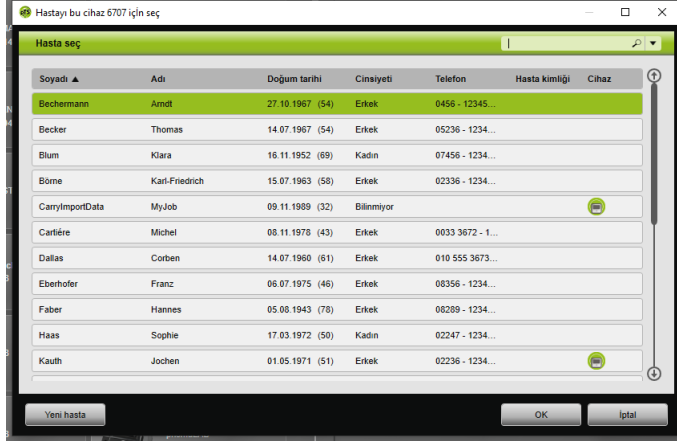 Hastayı bu cihaz 6707 için seç
Hasta seç
Soyadı ▲ Adı Doğum tarihi Cinsiyeti Telefon Hasta kimliği Cihaz
Bechermann Arndt 27.10.1967 (54) Erkek 0456 - 12345...
Becker Thomas 14.07.1967 (54) Erkek 05236 - 1234...
Blum Klara 16.11.1952 (69) Kadın 07456 - 1234...
Börne Karl-Friedrich 15.07.1963 (58) Erkek 02336 - 1234...
CarryImportData MyJob 09.11.1989 (32) Bilinmiyor
Cartiére Michel 08.11.1978 (43) Erkek 0033 3672 - 1...
Dallas Corben 14.07.1960 (61) Erkek 010 555 3673...
Eberhofer Franz 06.07.1975 (46) Erkek 08356 - 1234...
Faber Hannes 05.08.1943 (78) Erkek 08289 - 1234...
Haas Sophie 17.03.1972 (50) Kadın 02247 - 1234...
Kauth Jochen 01.05.1971 (51) Erkek 02236 - 1234...
Yeni hasta OK İptal